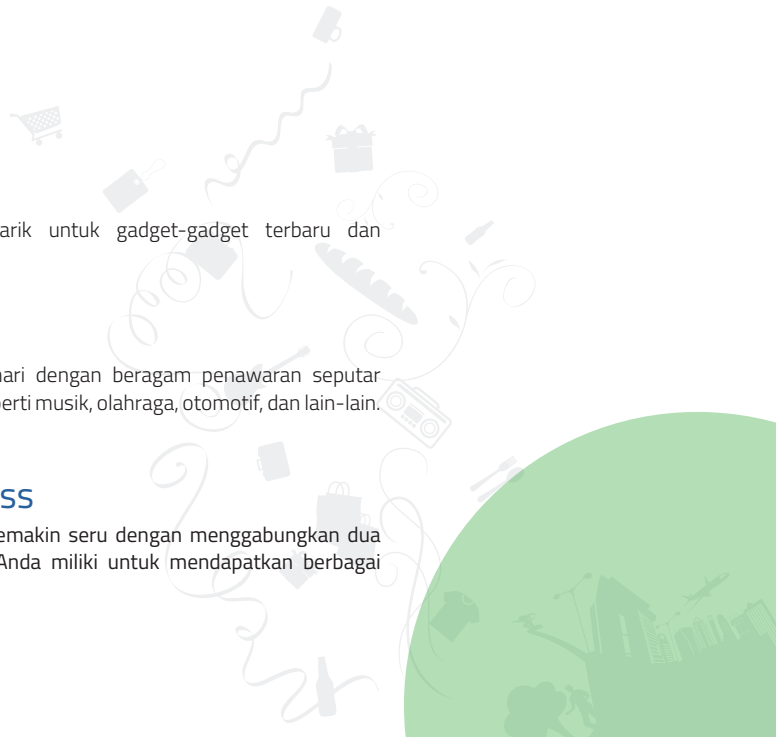 arik untuk gadget-gadget terbaru dan
ari dengan beragam penawaran seputar
erti musik, olahraga, otomotif, dan lain-lain.
ss
emakin seru dengan menggabungkan dua
Anda miliki untuk mendapatkan berbagai